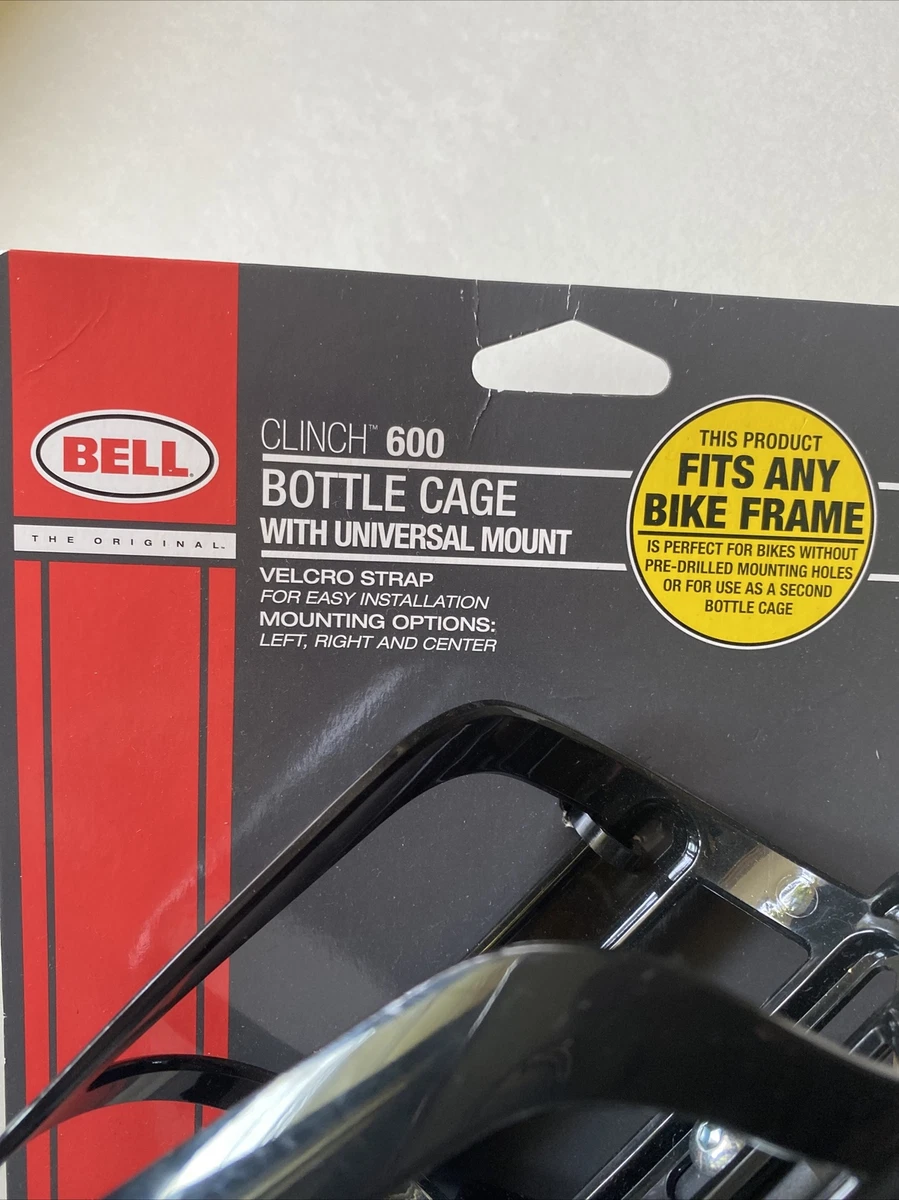 BELL
THE ORIGINAL™
CLINCH™ 600
BOTTLE CAGE
WITH UNIVERSAL MOUNT
VELCRO STRAP
FOR EASY INSTALLATION
MOUNTING OPTIONS:
LEFT, RIGHT AND CENTER
THIS PRODUCT
FITS ANY
BIKE FRAME
IS PERFECT FOR BIKES WITHOUT
PRE-DRILLED MOUNTING HOLES
OR FOR USE AS A SECOND
BOTTLE CAGE